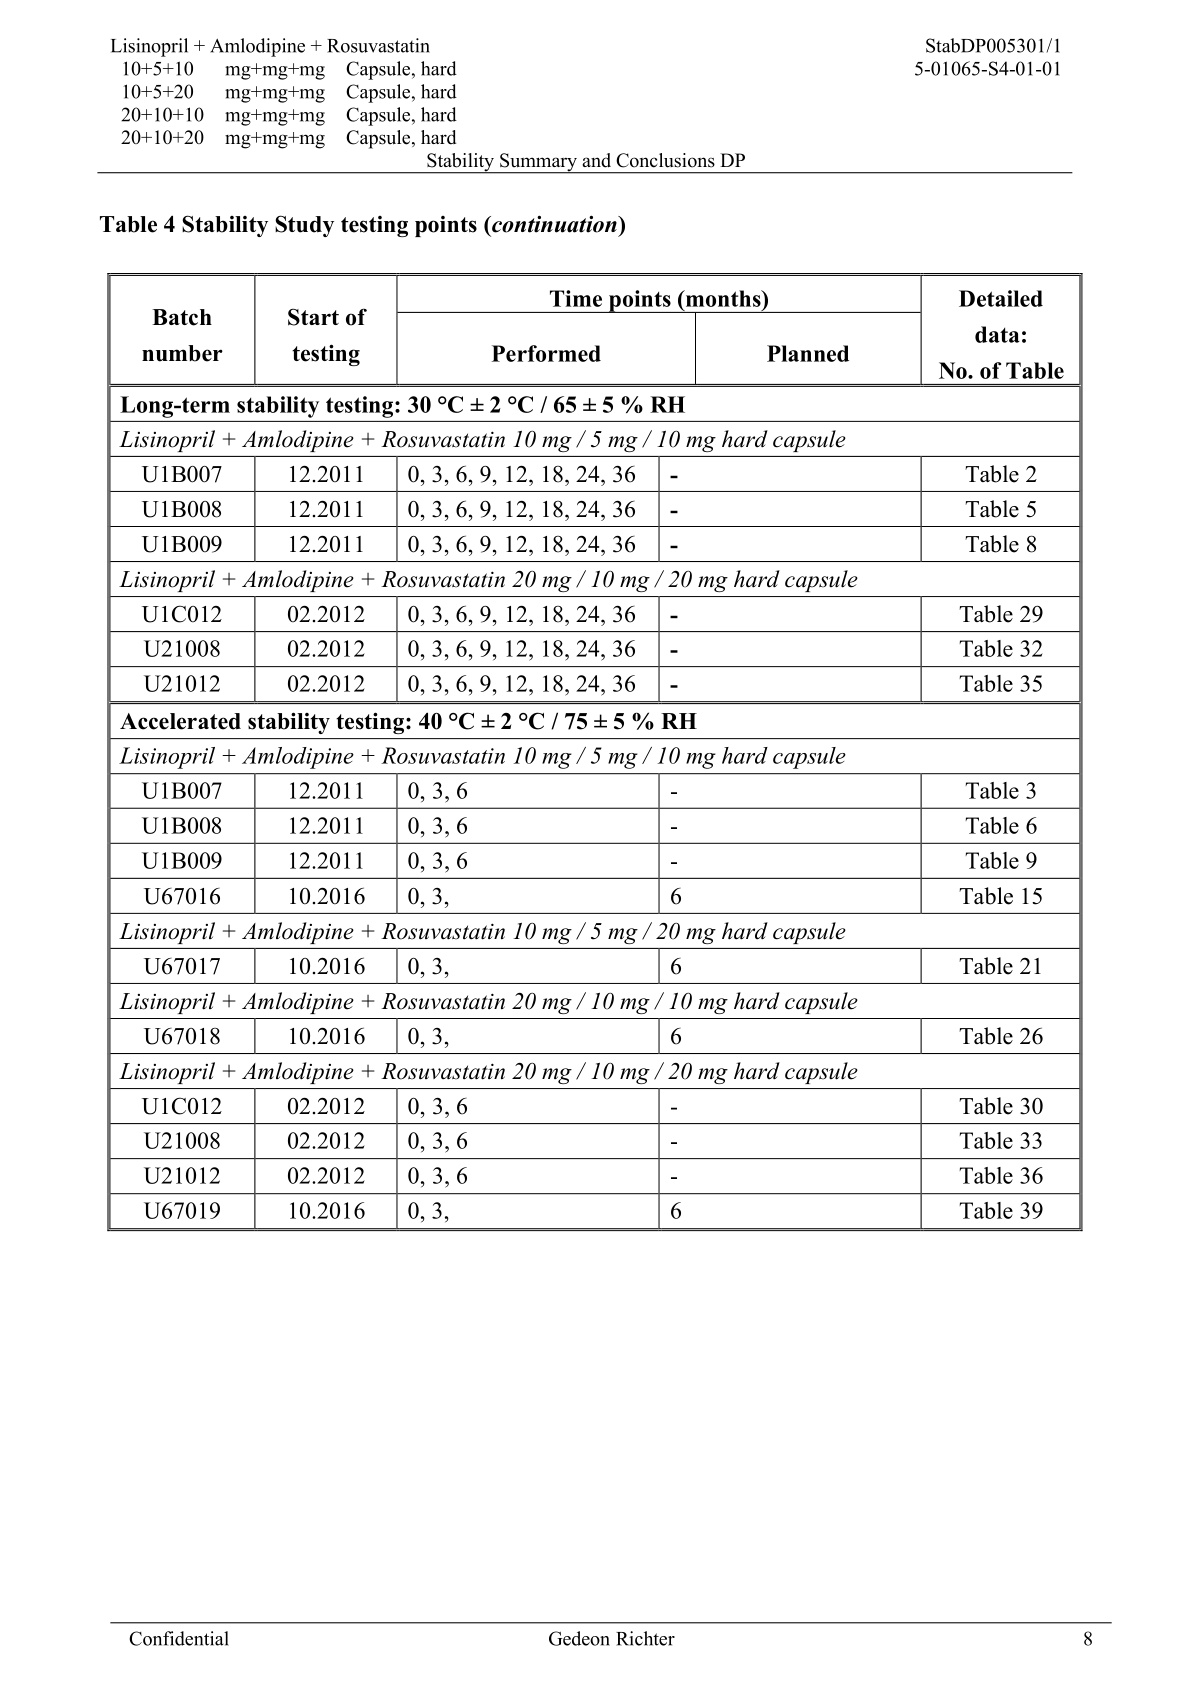 Lisinopril + Amlodipine + Rosuvastatin StabDP005301/1
10+5+10 mg+mg+mg Capsule, hard 5-01065-S4-01-01
10+5+20 mg+mg+mg Capsule, hard
20+10+10 mg+mg+mg Capsule, hard
20+10+20 mg+mg+mg Capsule, hard
Stability Summary and Conclusions DP
Table 4 Stability Study testing points (continuation)
Batch number Start of testing Time points (months) Detailed data: No. of Table
Performed Planned
Long-term stability testing: 30 °C ± 2 °C / 65 ± 5 % RH
Lisinopril + Amlodipine + Rosuvastatin 10 mg / 5 mg / 10 mg hard capsule
U1B007 12.2011 0, 3, 6, 9, 12, 18, 24, 36 - Table 2
U1B008 12.2011 0, 3, 6, 9, 12, 18, 24, 36 - Table 5
U1B009 12.2011 0, 3, 6, 9, 12, 18, 24, 36 - Table 8
Lisinopril + Amlodipine + Rosuvastatin 20 mg / 10 mg / 20 mg hard capsule
U1C012 02.2012 0, 3, 6, 9, 12, 18, 24, 36 - Table 29
U21008 02.2012 0, 3, 6, 9, 12, 18, 24, 36 - Table 32
U21012 02.2012 0, 3, 6, 9, 12, 18, 24, 36 - Table 35
Accelerated stability testing: 40 °C ± 2 °C / 75 ± 5 % RH
Lisinopril + Amlodipine + Rosuvastatin 10 mg / 5 mg / 10 mg hard capsule
U1B007 12.2011 0, 3, 6 - Table 3
U1B008 12.2011 0, 3, 6 - Table 6
U1B009 12.2011 0, 3, 6 - Table 9
U67016 10.2016 0, 3, 6 Table 15
Lisinopril + Amlodipine + Rosuvastatin 10 mg / 5 mg / 20 mg hard capsule
U67017 10.2016 0, 3, 6 Table 21
Lisinopril + Amlodipine + Rosuvastatin 20 mg / 10 mg / 10 mg hard capsule
U67018 10.2016 0, 3, 6 Table 26
Lisinopril + Amlodipine + Rosuvastatin 20 mg / 10 mg / 20 mg hard capsule
U1C012 02.2012 0, 3, 6 - Table 30
U21008 02.2012 0, 3, 6 - Table 33
U21012 02.2012 0, 3, 6 - Table 36
U67019 10.2016 0, 3, 6 Table 39
Confidential Gedeon Richter 8